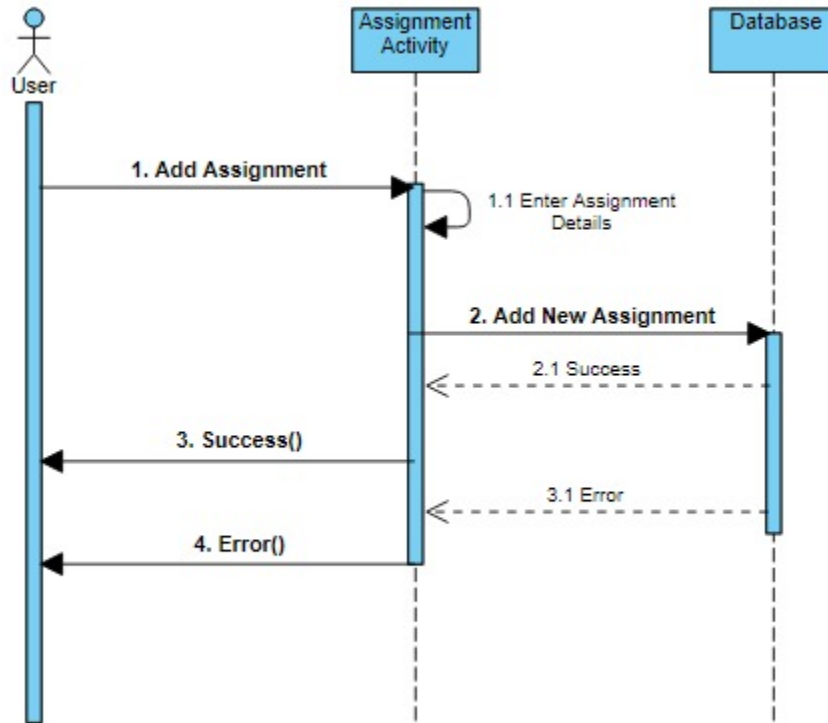 Assignment
Activity
Database
User
1. Add Assignment
1.1 Enter Assignment
Details
2. Add New Assignment
2.1 Success
3. Success()
3.1 Error
4. Error()